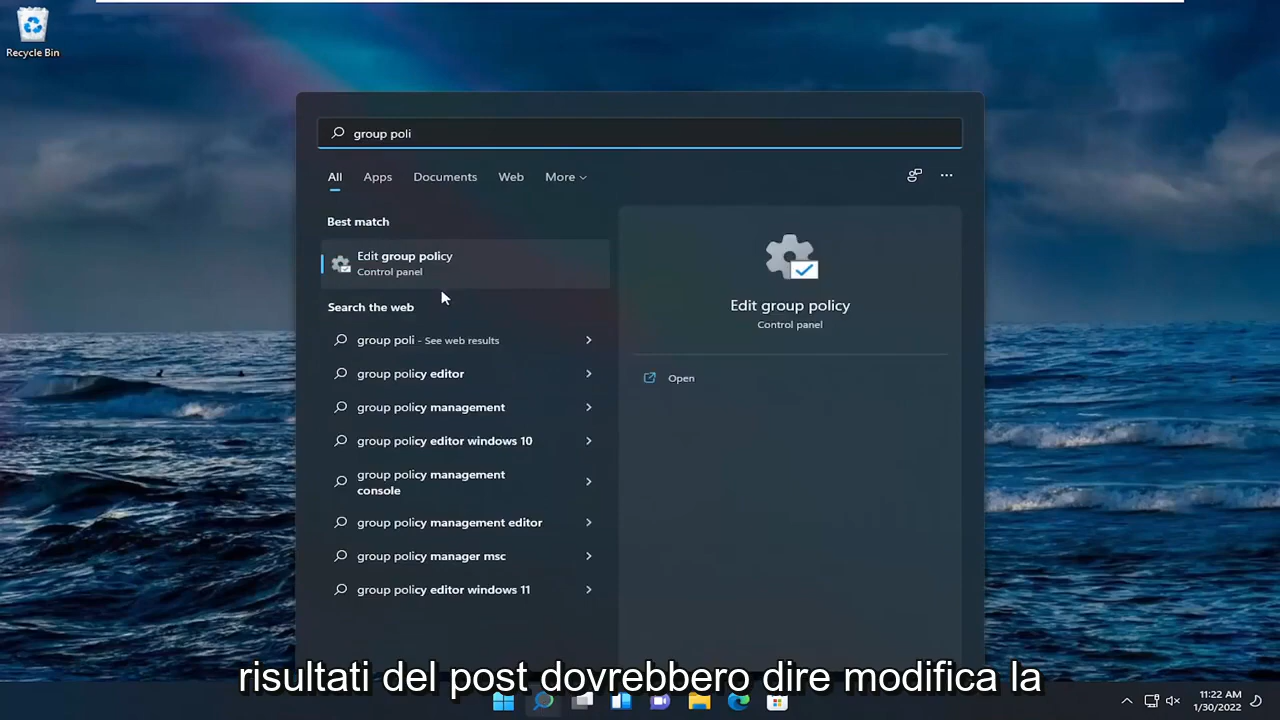 Recycle Bin
group poli
All Apps Documents Web More
Best match
Edit group policy
Control panel
Search the web
group poli - See web results
group policy editor
group policy management
group policy editor windows 10
group policy management
console
group policy management editor
group policy manager msc
group policy editor windows 11
Edit group policy
Control panel
Open
risultati del post dovrebbero dire modifica la
11:22 AM
1/30/2022